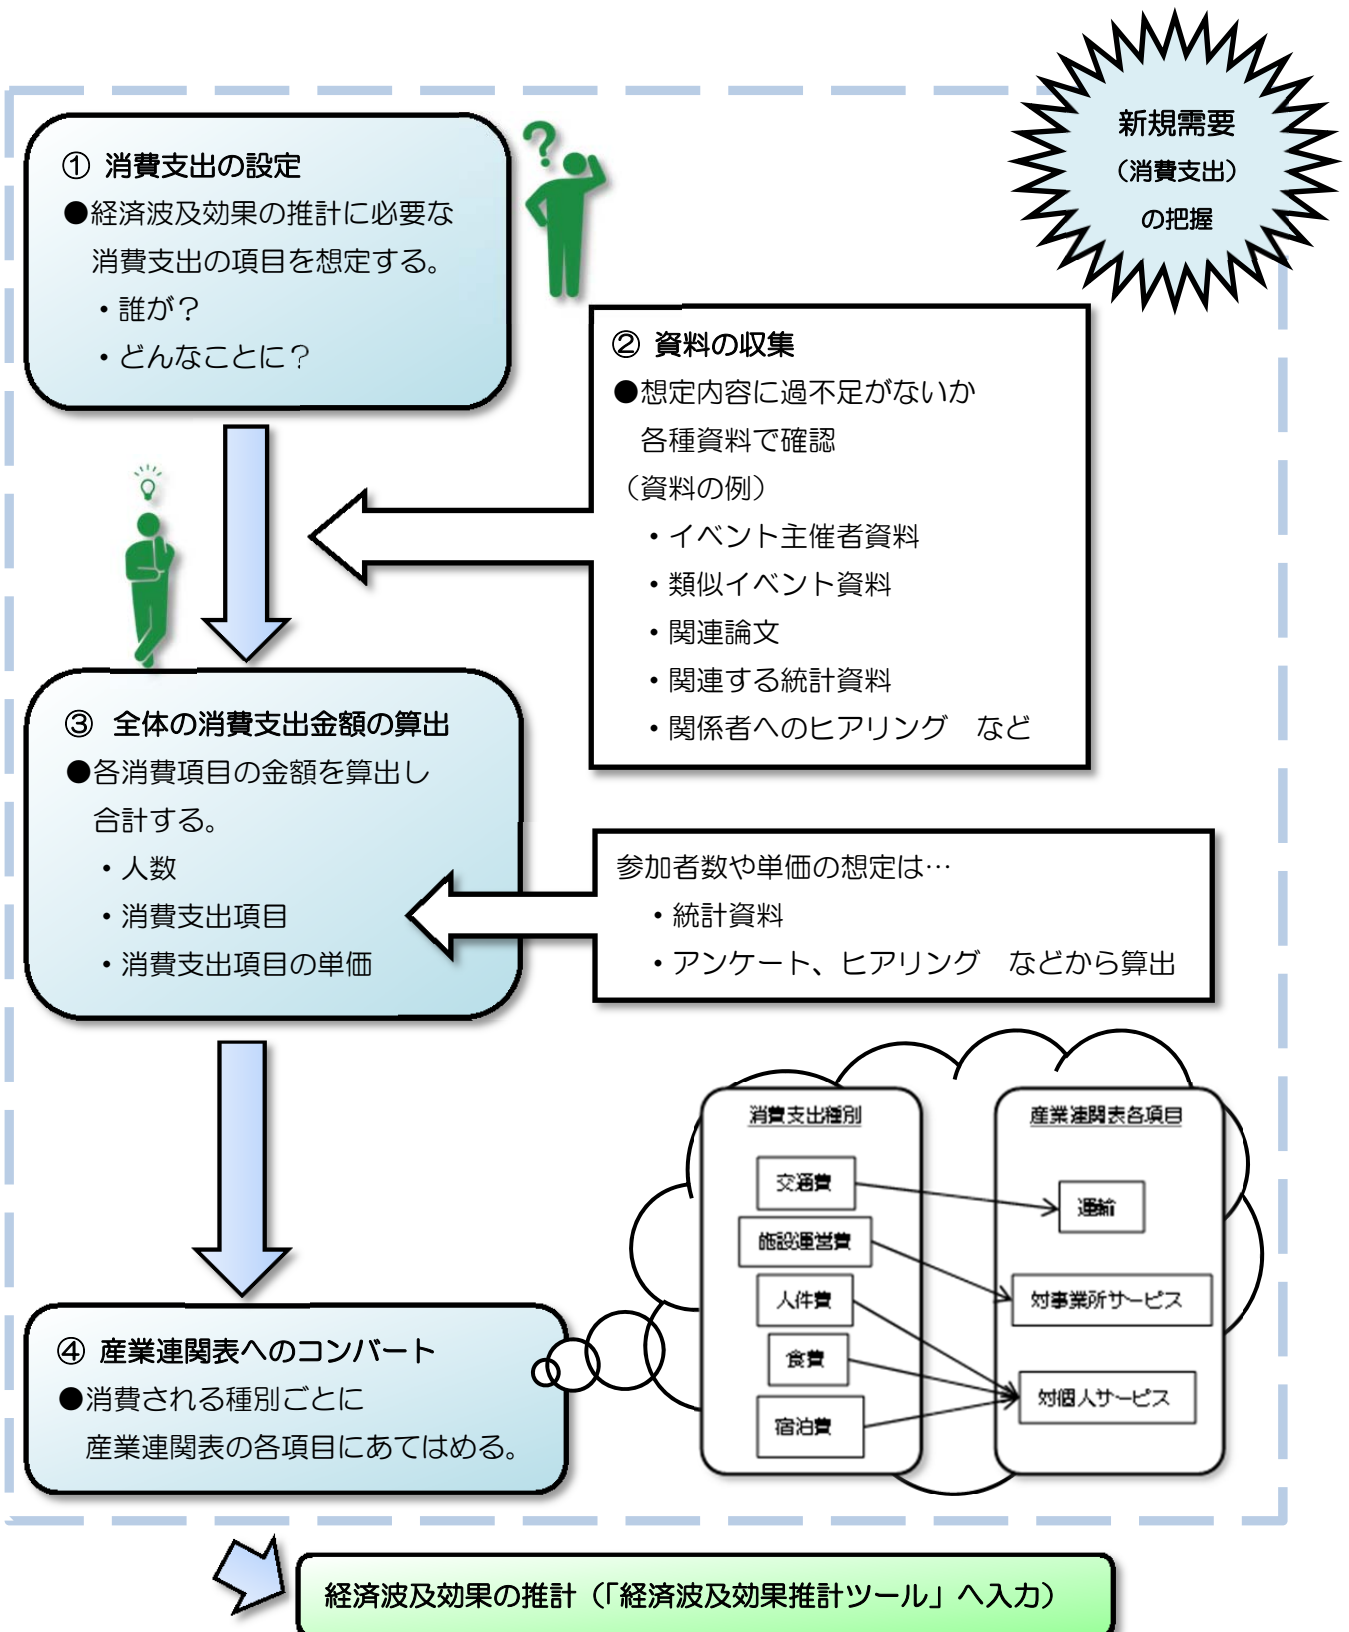 新規需要
（消費支出）
の把握
① 消費支出の設定
●経済波及効果の推計に必要な
消費支出の項目を想定する。
・誰が？
・どんなことに？
② 資料の収集
●想定内容に過不足がないか
各種資料で確認
（資料の例）
・イベント主催者資料
・類似イベント資料
・関連論文
・関連する統計資料
・関係者へのヒアリング　など
③ 全体の消費支出金額の算出
●各消費項目の金額を算出し
合計する。
・人数
・消費支出項目
・消費支出項目の単価
参加者数や単価の想定は…
・統計資料
・アンケート、ヒアリング　などから算出
④ 産業連関表へのコンバート
●消費される種別ごとに
産業連関表の各項目にあてはめる。
消費支出種別
交通費
施設運営費
人件費
食費
宿泊費
産業連関表各項目
運輸
対事業所サービス
対個人サービス
経済波及効果の推計（「経済波及効果推計ツール」へ入力）